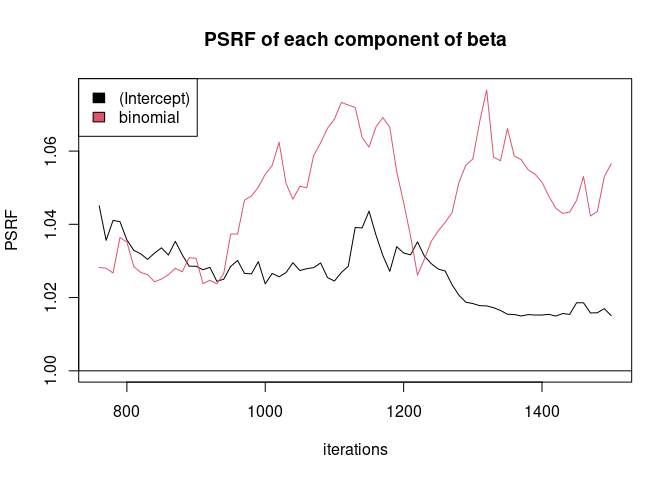 PSRF of each component of beta
(Intercept)
binomial
PSRF
1.06
1.04
1.02
1.00
800 1000 1200 1400
iterations